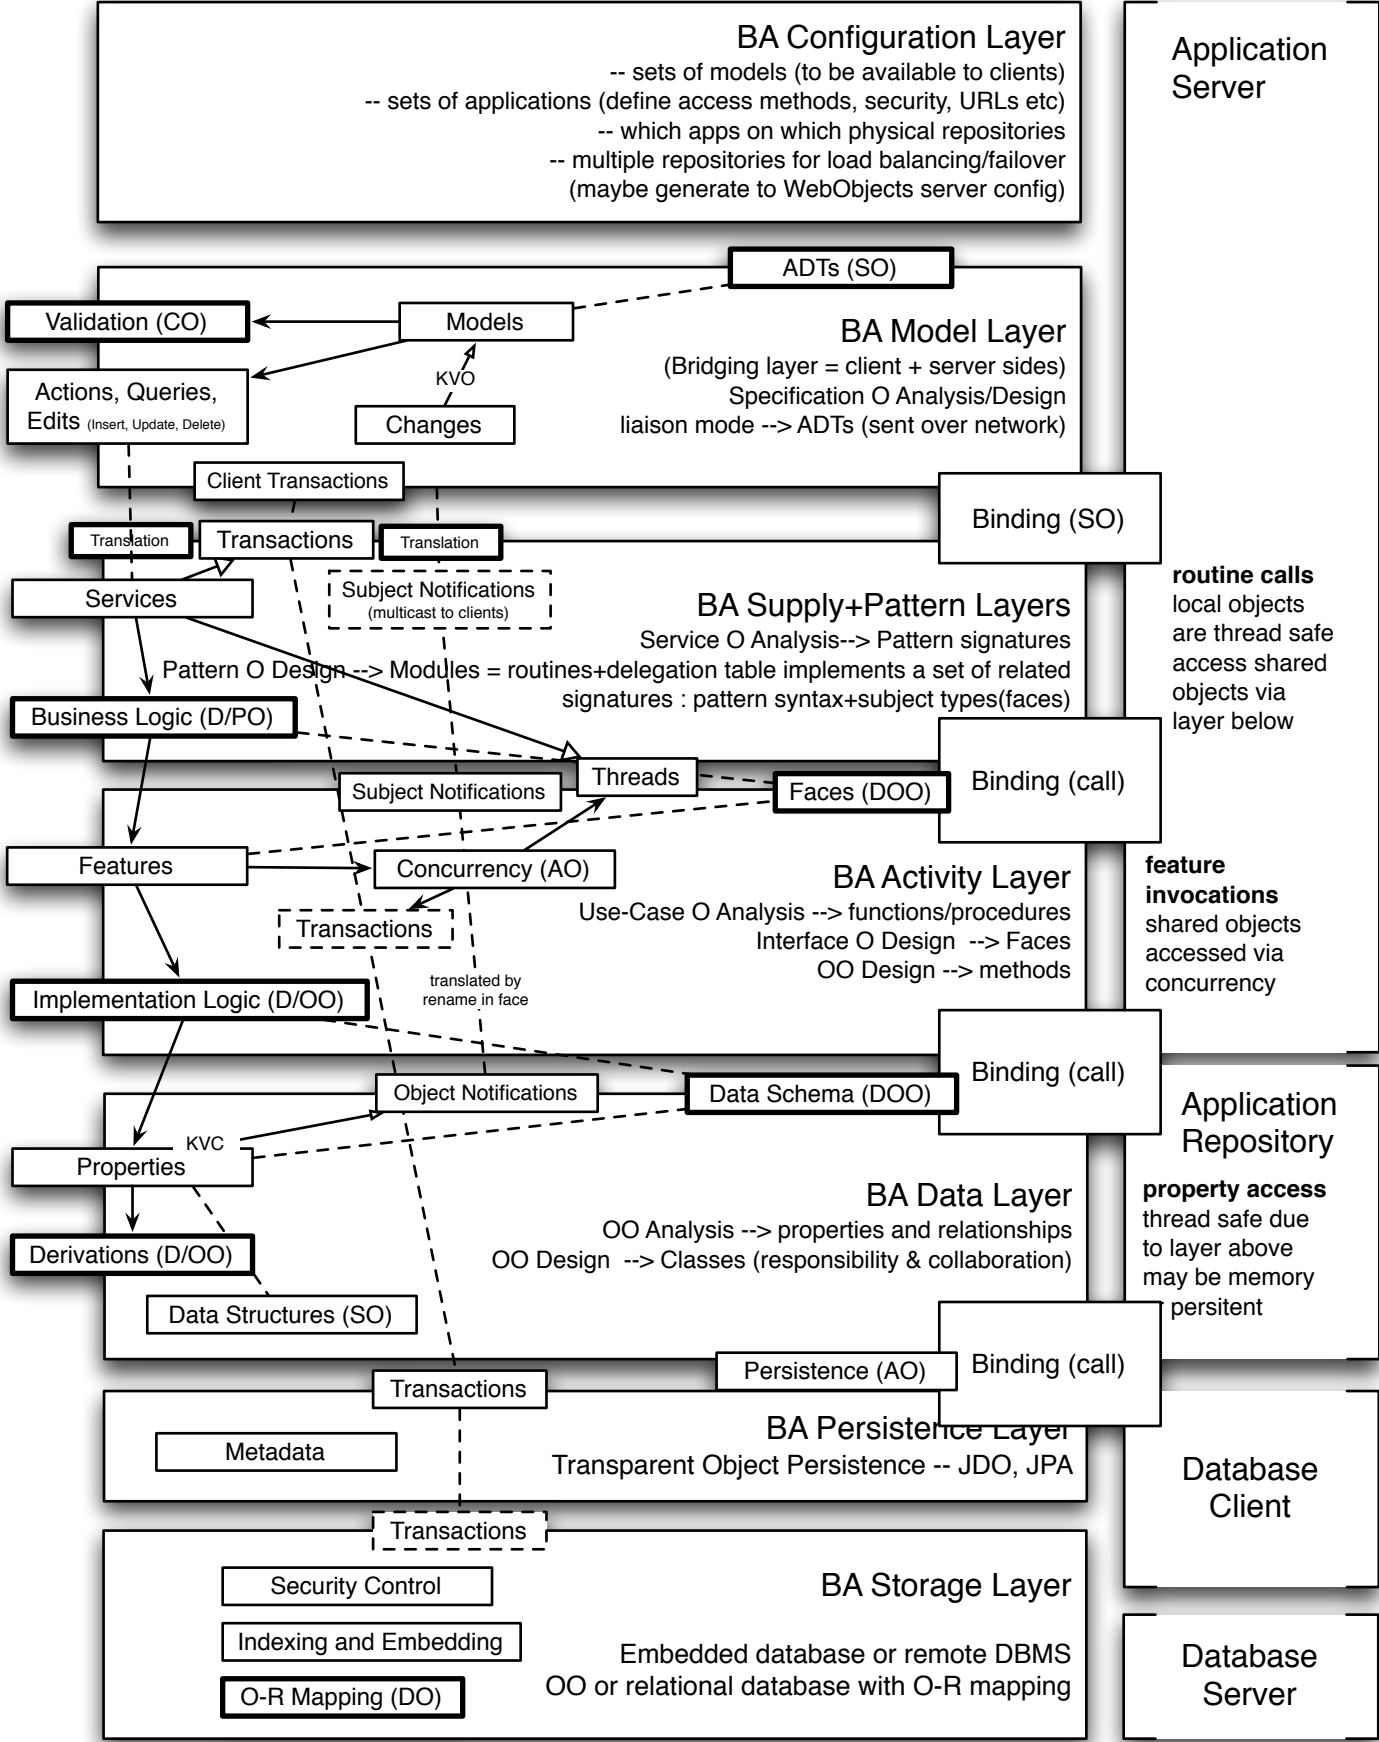 BA Configuration Layer
-- sets of models (to be available to clients)
-- sets of applications (define access methods, security, URLs etc)
-- which apps on which physical repositories
-- multiple repositories for load balancing/failover
(maybe generate to WebObjects server config)
Application
Server
ADTs (SO)
Validation (CO)
Models
BA Model Layer
(Bridging layer = client + server sides)
Specification O Analysis/Design
liaison mode --> ADTs (sent over network)
KVO
Actions, Queries,
Edits (Insert, Update, Delete)
Changes
Client Transactions
Binding (SO)
Translation
Transactions
Translation
Services
Subject Notifications
(multicast to clients)
BA Supply+Pattern Layers
Service O Analysis--> Pattern signatures
Pattern O Design --> Modules = routines+delegation table implements a set of related
signatures : pattern syntax+subject types(faces)
routine calls
local objects
are thread safe
access shared
objects via
layer below
Business Logic (D/PO)
Threads
Subject Notifications
Faces (DOO)
Binding (call)
Features
Concurrency (AO)
Transactions
BA Activity Layer
Use-Case O Analysis --> functions/procedures
Interface O Design --> Faces
OO Design --> methods
feature
invocations
shared objects
accessed via
concurrency
translated by
rename in face
Implementation Logic (D/OO)
Binding (call)
Object Notifications
Data Schema (DOO)
Application
Repository
KVC
Properties
BA Data Layer
OO Analysis --> properties and relationships
OO Design --> Classes (responsibility & collaboration)
property access
thread safe due
to layer above
may be memory
persitent
Derivations (D/OO)
Data Structures (SO)
Persistence (AO)
Binding (call)
Transactions
BA Persistence Layer
Transparent Object Persistence -- JDO, JPA
Metadata
Database
Client
Transactions
Security Control
Indexing and Embedding
O-R Mapping (DO)
BA Storage Layer
Embedded database or remote DBMS
OO or relational database with O-R mapping
Database
Server